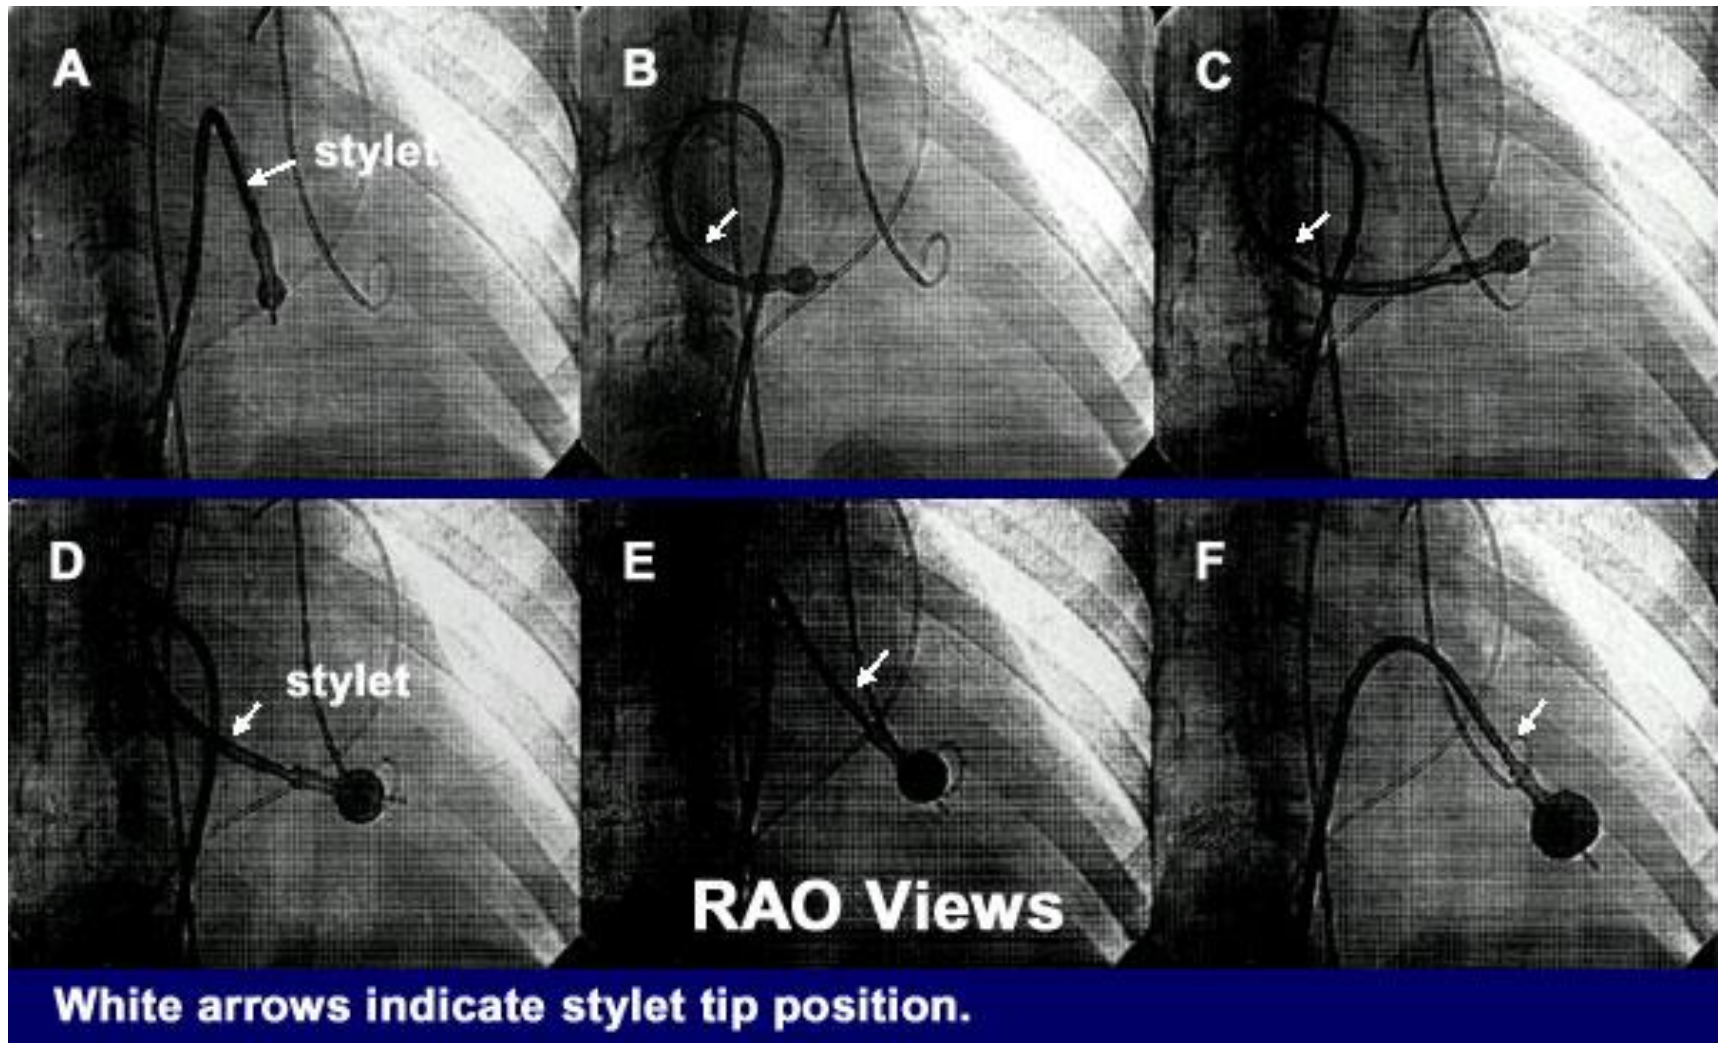 A
B
C
stylet
D
E
F
stylet
RAO Views
White arrows indicate stylet tip position.